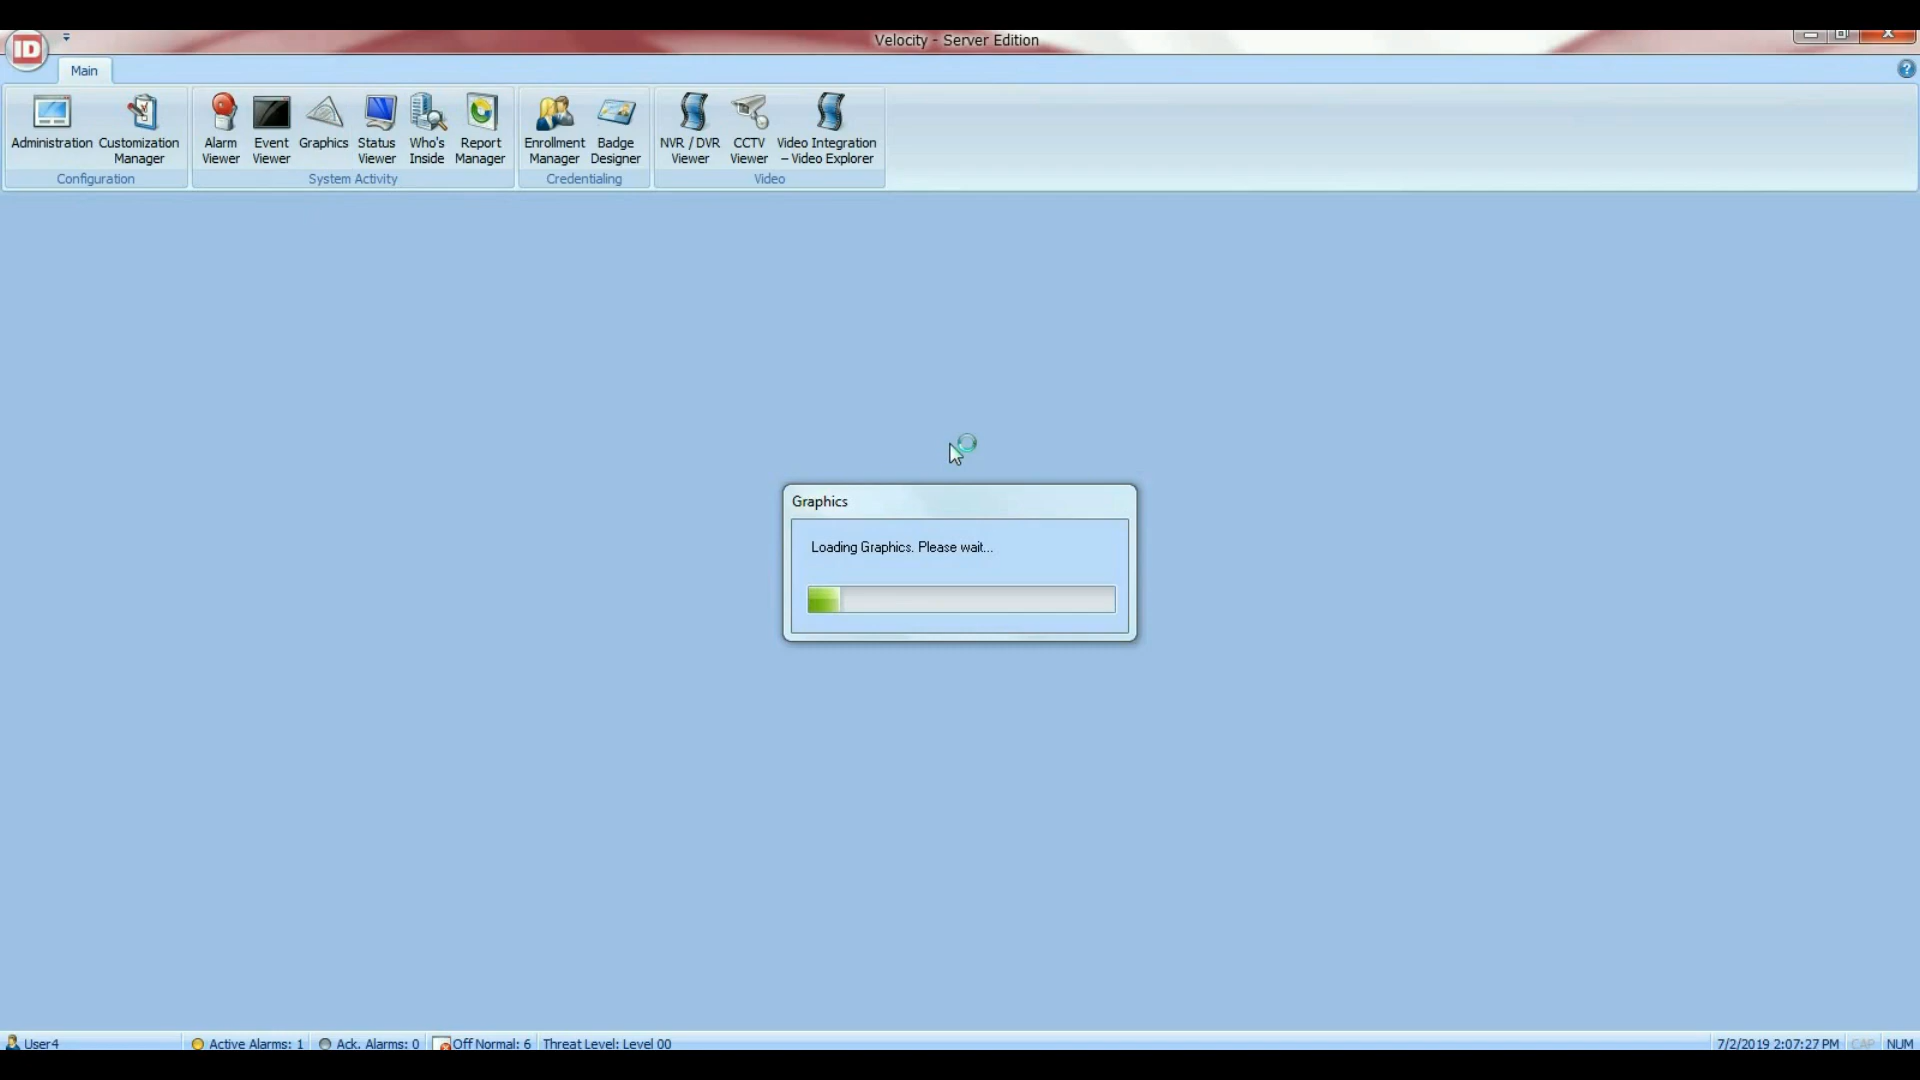 ID
Velocity - Server Edition
Main
Administration
Customization
Manager
Configuration
Alarm
Viewer
Event
Viewer
Graphics
Status
Viewer
Who's
Inside
Report
Manager
System Activity
Enrollment
Manager
Badge
Designer
Credentialing
NVR / DVR
Viewer
CCTV
Viewer
Video Integration
– Video Explorer
Video
Graphics
Loading Graphics. Please wait...
User4
Active Alarms: 1
Ack. Alarms: 0
Off Normal: 6
Threat Level: Level 00
7/2/2019 2:07:27 PM
CAP
NUM